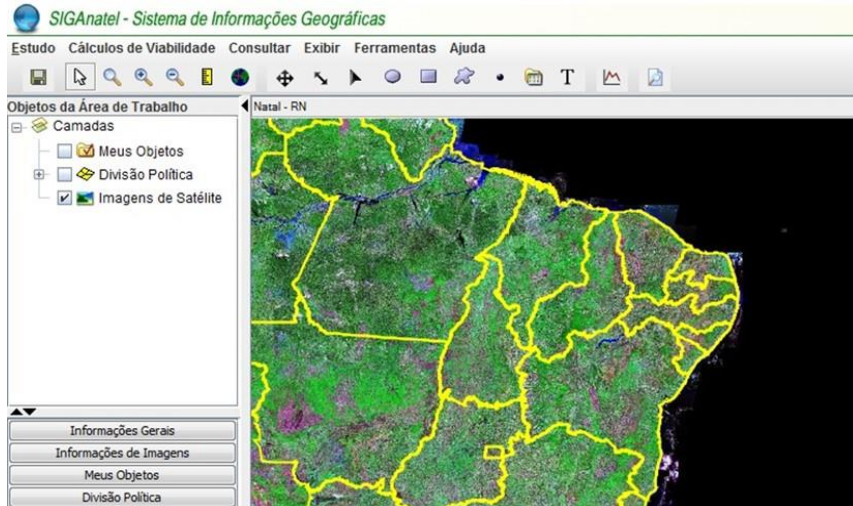 SIGAnatel - Sistema de Informações Geográficas
Estudo Cálculos de Viabilidade Consultar Exibir Ferramentas Ajuda
T
Objetos da Área de Trabalho
Natal - RN
Camadas
Meus Objetos
Divisão Política
Imagens de Satélite
Informações Gerais
Informações de Imagens
Meus Objetos
Divisão Política